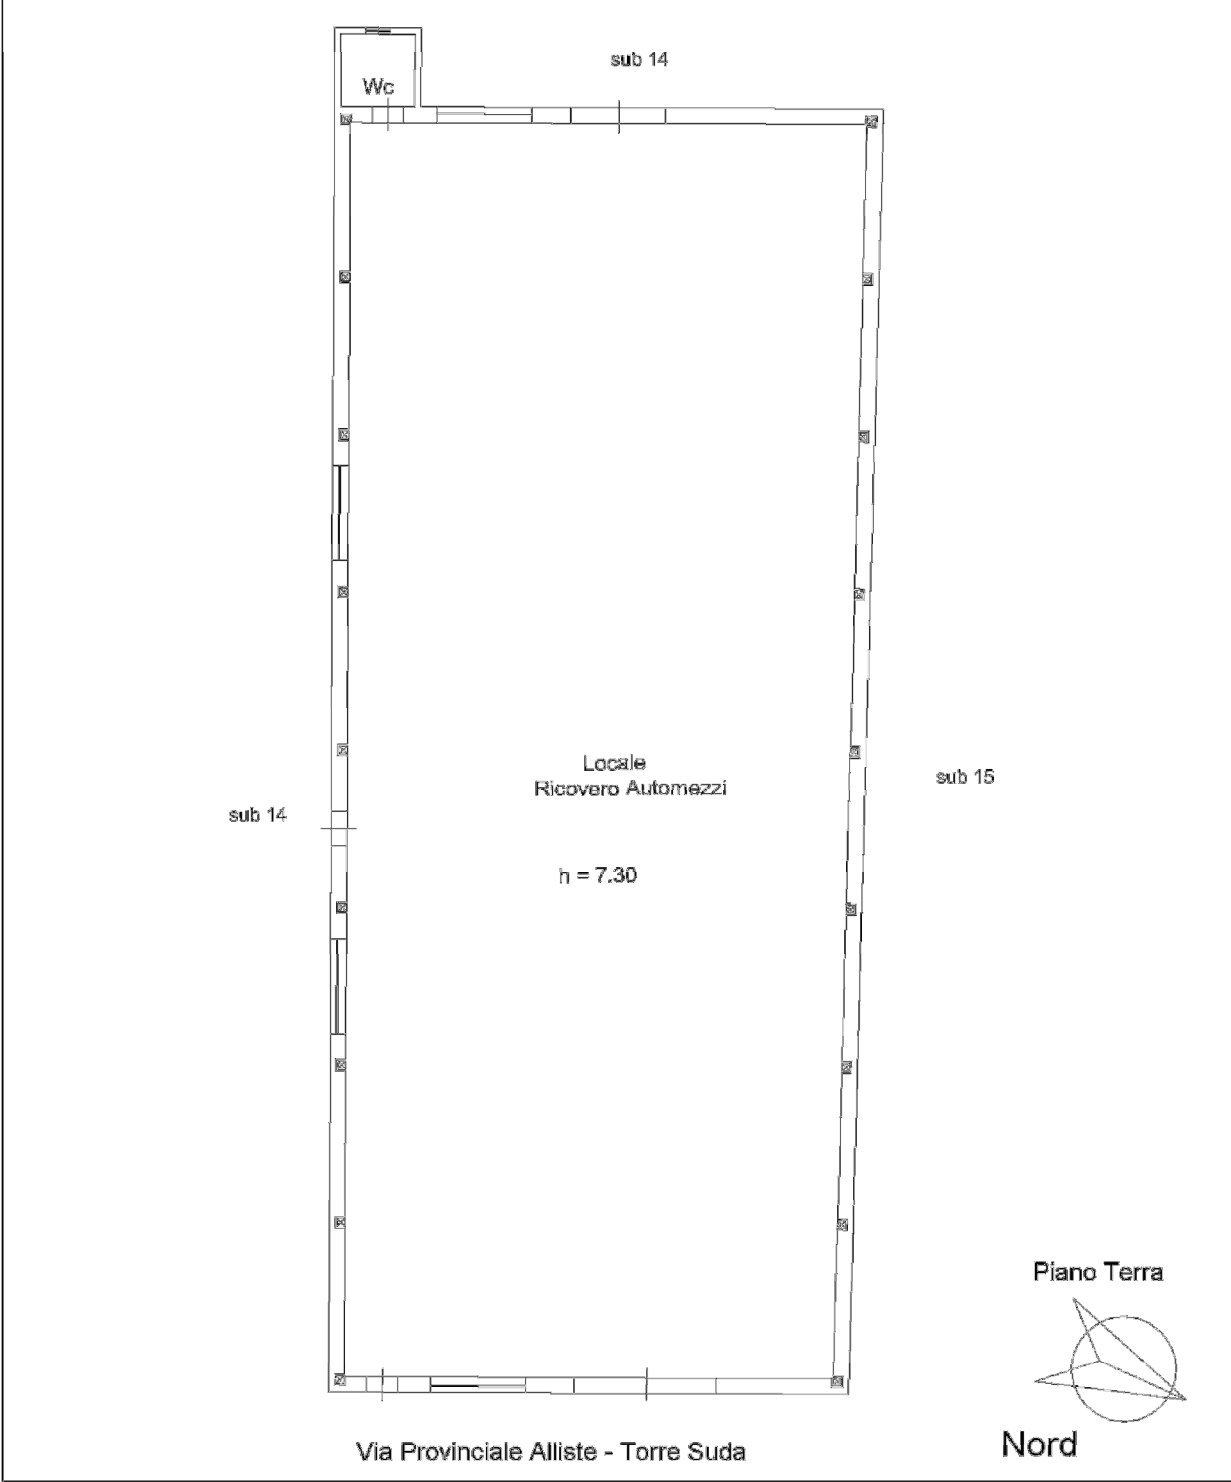 sub 14
Wc
Locale
Ricovero Automezzi
sub 15
sub 14
h = 7.30
Piano Terra
Nord
Via Provinciale Alliste - Torre Suda